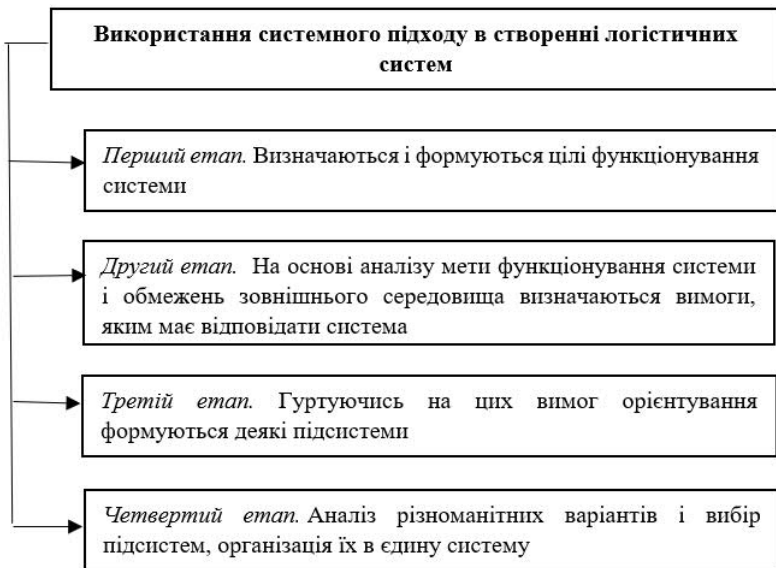 Використання системного підходу в створенні логістичних
систем
Перший етап. Визначаються і формуються цілі функціонування
системи
Другий етап. На основі аналізу мети функціонування системи
і обмежень зовнішнього середовища визначаються вимоги,
яким має відповідати система
Третій етап. Гуртуючись на цих вимог орієнтування
формуються деякі підсистеми
Четвертий етап. Аналіз різноманітних варіантів і вибір
підсистем, організація їх в єдину систему